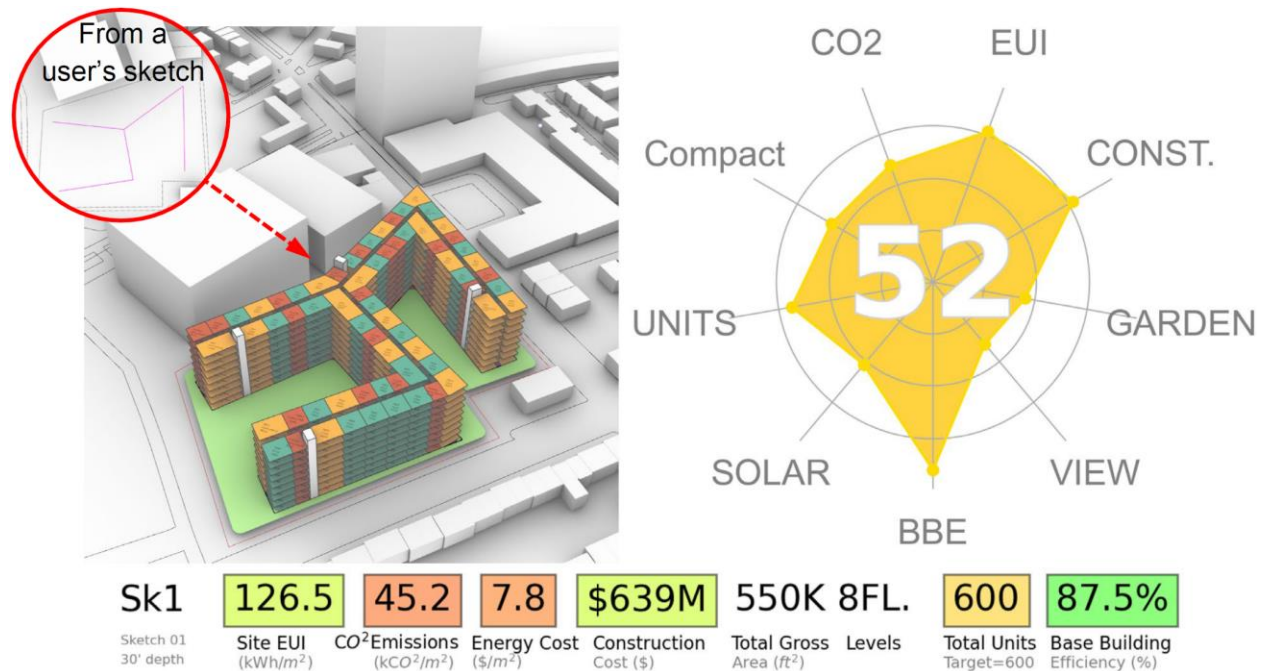 From a
user's sketch
CO2
EUI
Compact
CONST.
52
UNITS
GARDEN
SOLAR
VIEW
BBE
Sk1
Sketch 01
30' depth
126.5
Site EUI
(kWh/m²)
45.2
CO² Emissions
(kCO²/m²)
7.8
Energy Cost
($/m²)
$639M
Construction
Cost ($)
550K
Total Gross
Area (ft²)
8FL.
Levels
600
Total Units
Target=600
87.5%
Base Building
Efficiency (%)